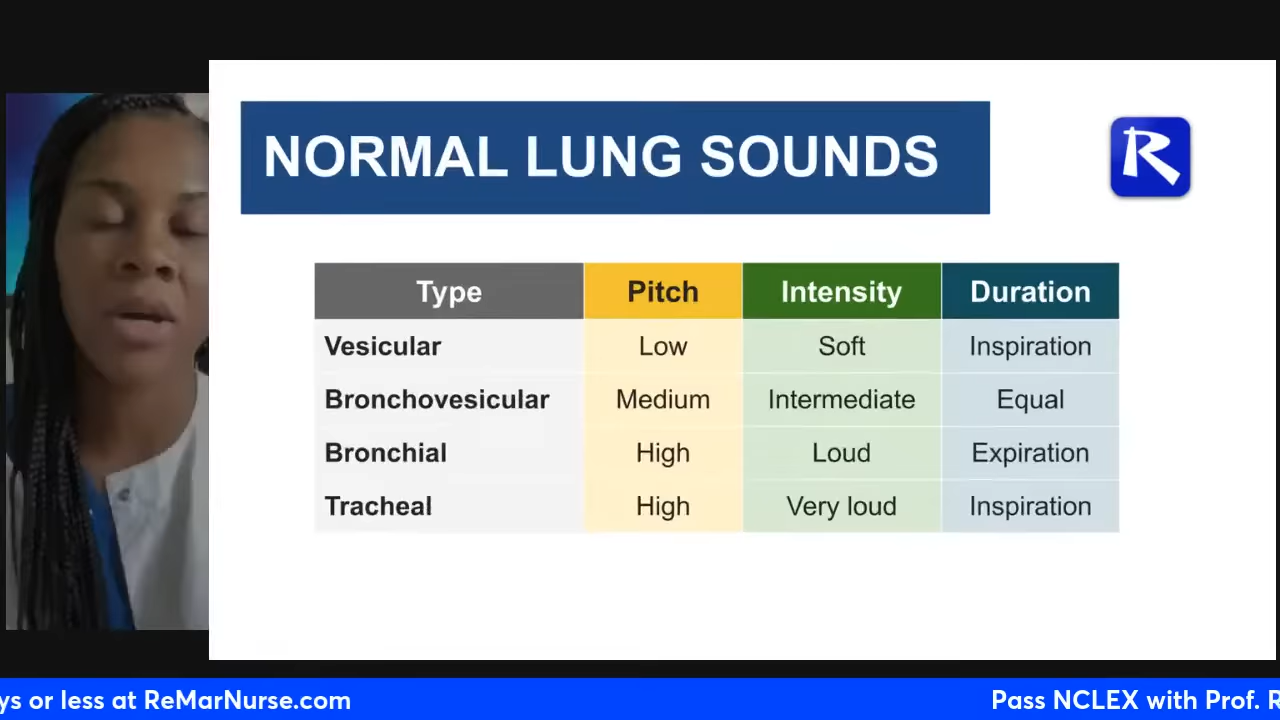 NORMAL LUNG SOUNDS
R
Type Pitch Intensity Duration
Vesicular Low Soft Inspiration
Bronchovesicular Medium Intermediate Equal
Bronchial High Loud Expiration
Tracheal High Very loud Inspiration
ys or less at ReMarNurse.com Pass NCLEX with Prof. R